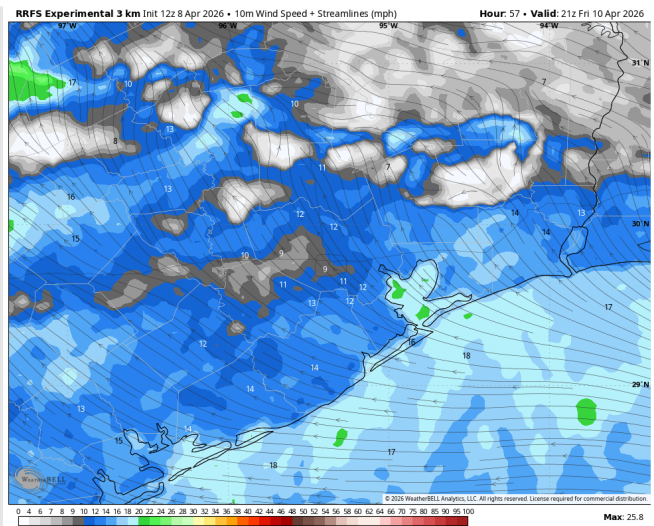 RRFS Experimental 3 km Init 12z 8 Apr 2026 • 10m Wind Speed + Streamlines (mph)
Hour: 57 • Valid: 21z Fri 10 Apr 2026
97°W 96°W 95°W 94°W
31°N
17 10 7
10
13
8
11
7
13
16 12 14 13
12 30°N
15 14
10 9
9
11 11 12
13 12 17
12 16
18
14 29°N
14
13
14
15
17
18
WeatherBELL
© 2026 WeatherBELL Analytics, LLC. All rights reserved. License required for commercial distribution.
0 4 6 7 8 9 10 12 14 16 18 20 22 24 26 28 30 32 34 36 38 40 42 44 46 48 50 52 54 56 58 60 62 64 66 70 75 80 85 90 95 100
Max: 25.8